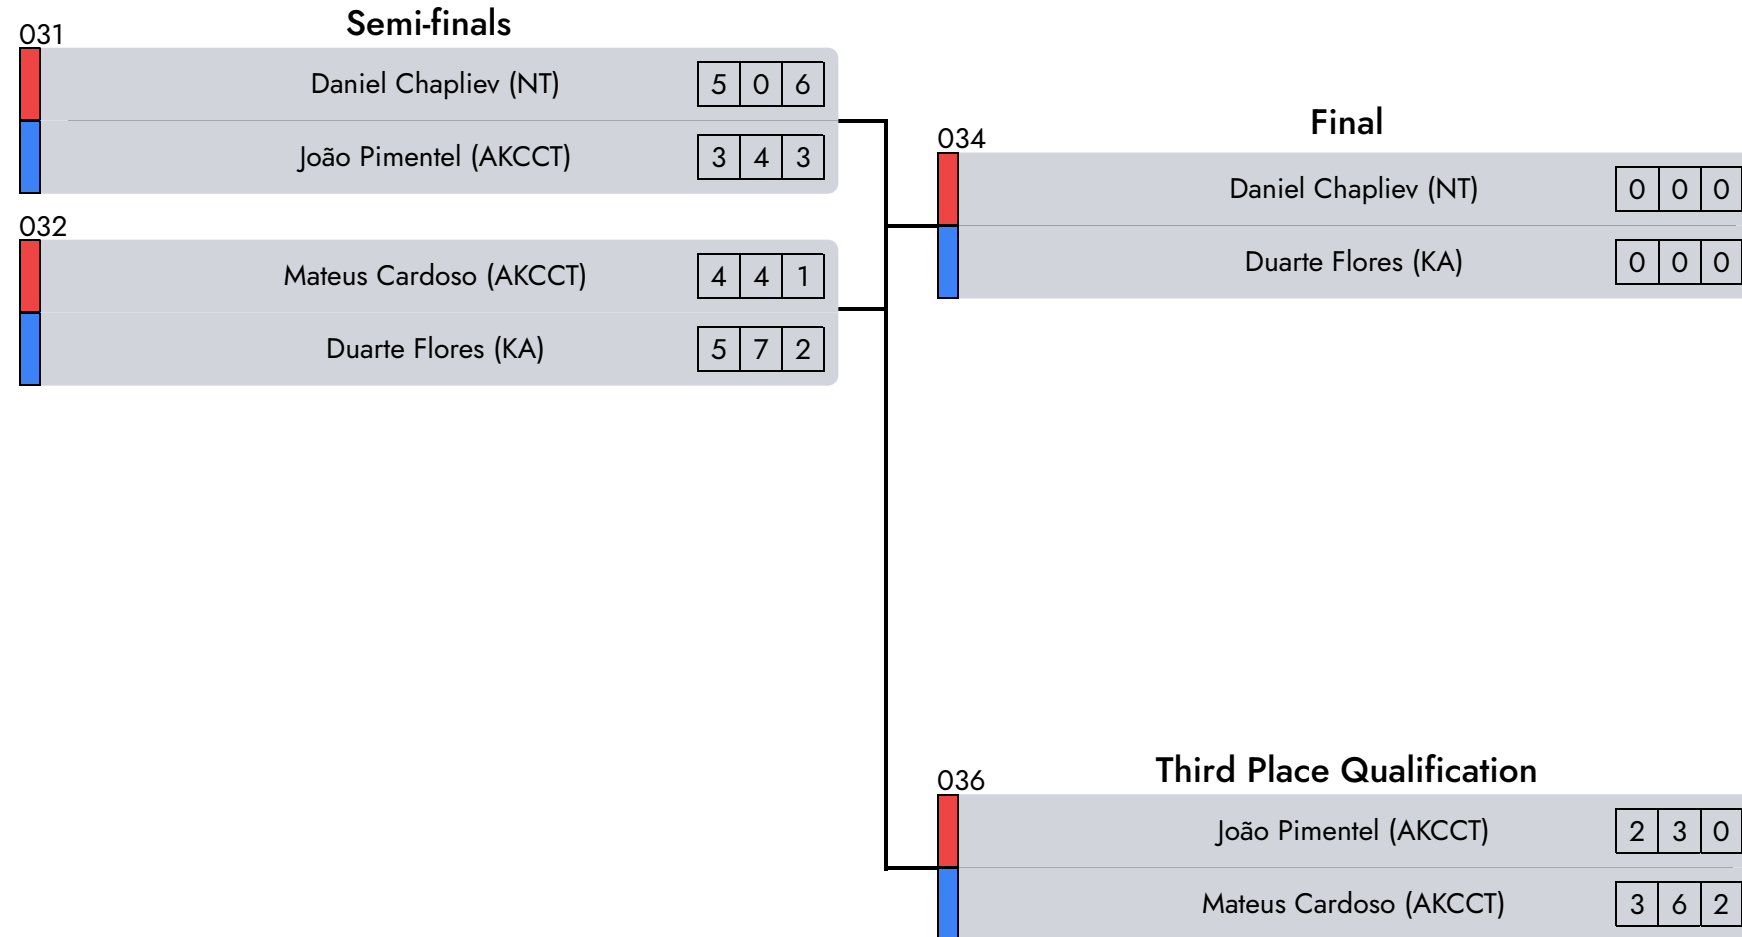 Semi-finals
031
Daniel Chapliev (NT) 5 0 6
João Pimentel (AKCCT) 3 4 3
032
Mateus Cardoso (AKCCT) 4 4 1
Duarte Flores (KA) 5 7 2
Final
034
Daniel Chapliev (NT) 0 0 0
Duarte Flores (KA) 0 0 0
Third Place Qualification
036
João Pimentel (AKCCT) 2 3 0
Mateus Cardoso (AKCCT) 3 6 2